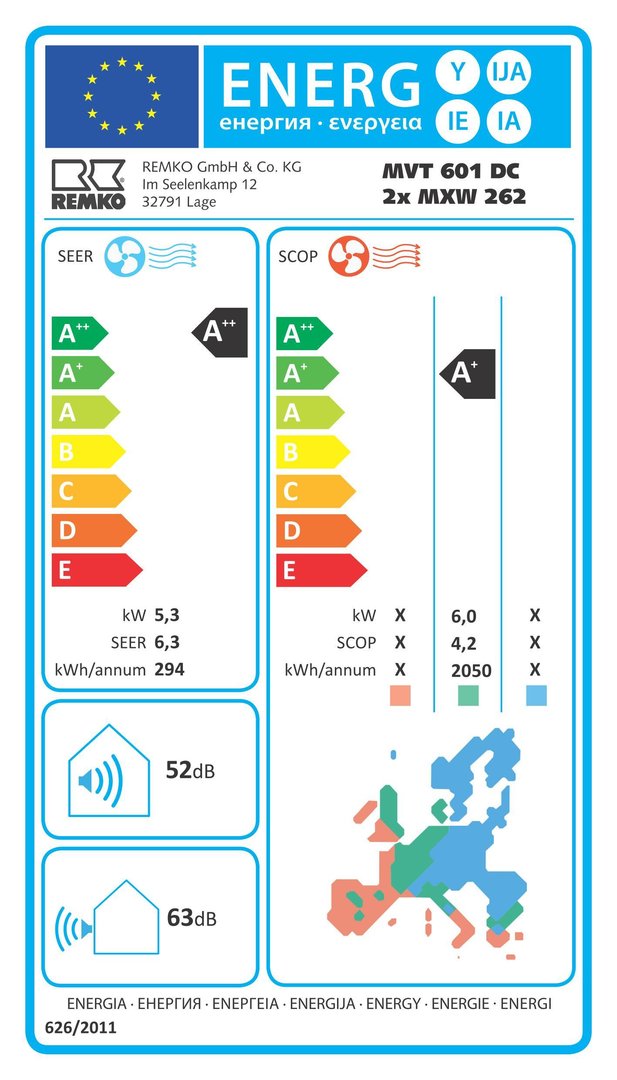 ENERG
енергия · ενεργεια
Y
IJA
IE
IA
REMKO
REMKO GmbH & Co. KG
Im Seelenkamp 12
32791 Lage
MVT 601 DC
2x MXW 262
SEER
A++
A++
A+
A
B
C
D
E
kW 5,3
SEER 6,3
kWh/annum 294
SCOP
A++
A+
A+
A
B
C
D
E
kW X 6,0 X
SCOP X 4,2 X
kWh/annum X 2050 X
52dB
63dB
ENERGIA · ЕНЕРГИЯ · ΕΝΕΡΓΕΙΑ · ENERGIJA · ENERGY · ENERGIE · ENERGI
626/2011